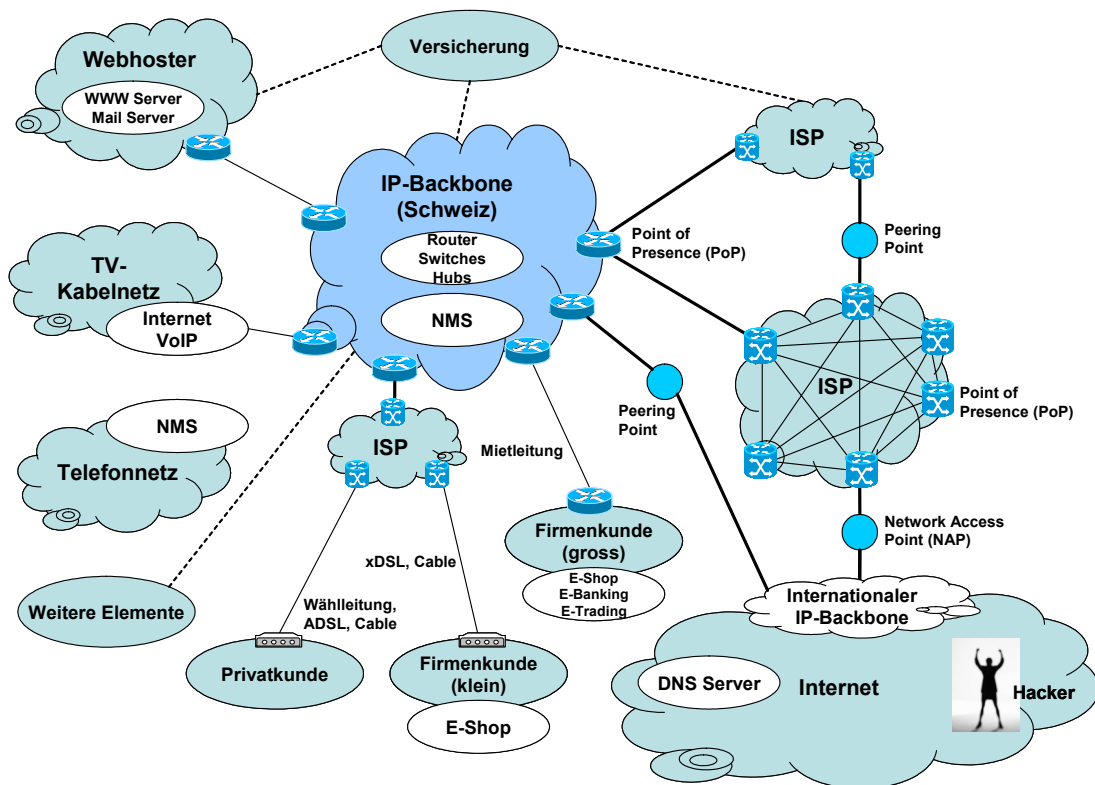 Versicherung
Webhoster
WWW Server
Mail Server
ISP
IP-Backbone
(Schweiz)
Router
Switches
Hubs
NMS
Point of
Presence (PoP)
Peering
Point
TV-
Kabelnetz
Internet
VoIP
ISP
Point of
Presence (PoP)
Peering
Point
NMS
Telefonnetz
ISP
Mietleitung
Firmenkunde
(gross)
E-Shop
E-Banking
E-Trading
Network Access
Point (NAP)
xDSL, Cable
Weitere Elemente
Wählleitung,
ADSL, Cable
Internationaler
IP-Backbone
Privatkunde
Firmenkunde
(klein)
E-Shop
DNS Server
Internet
Hacker